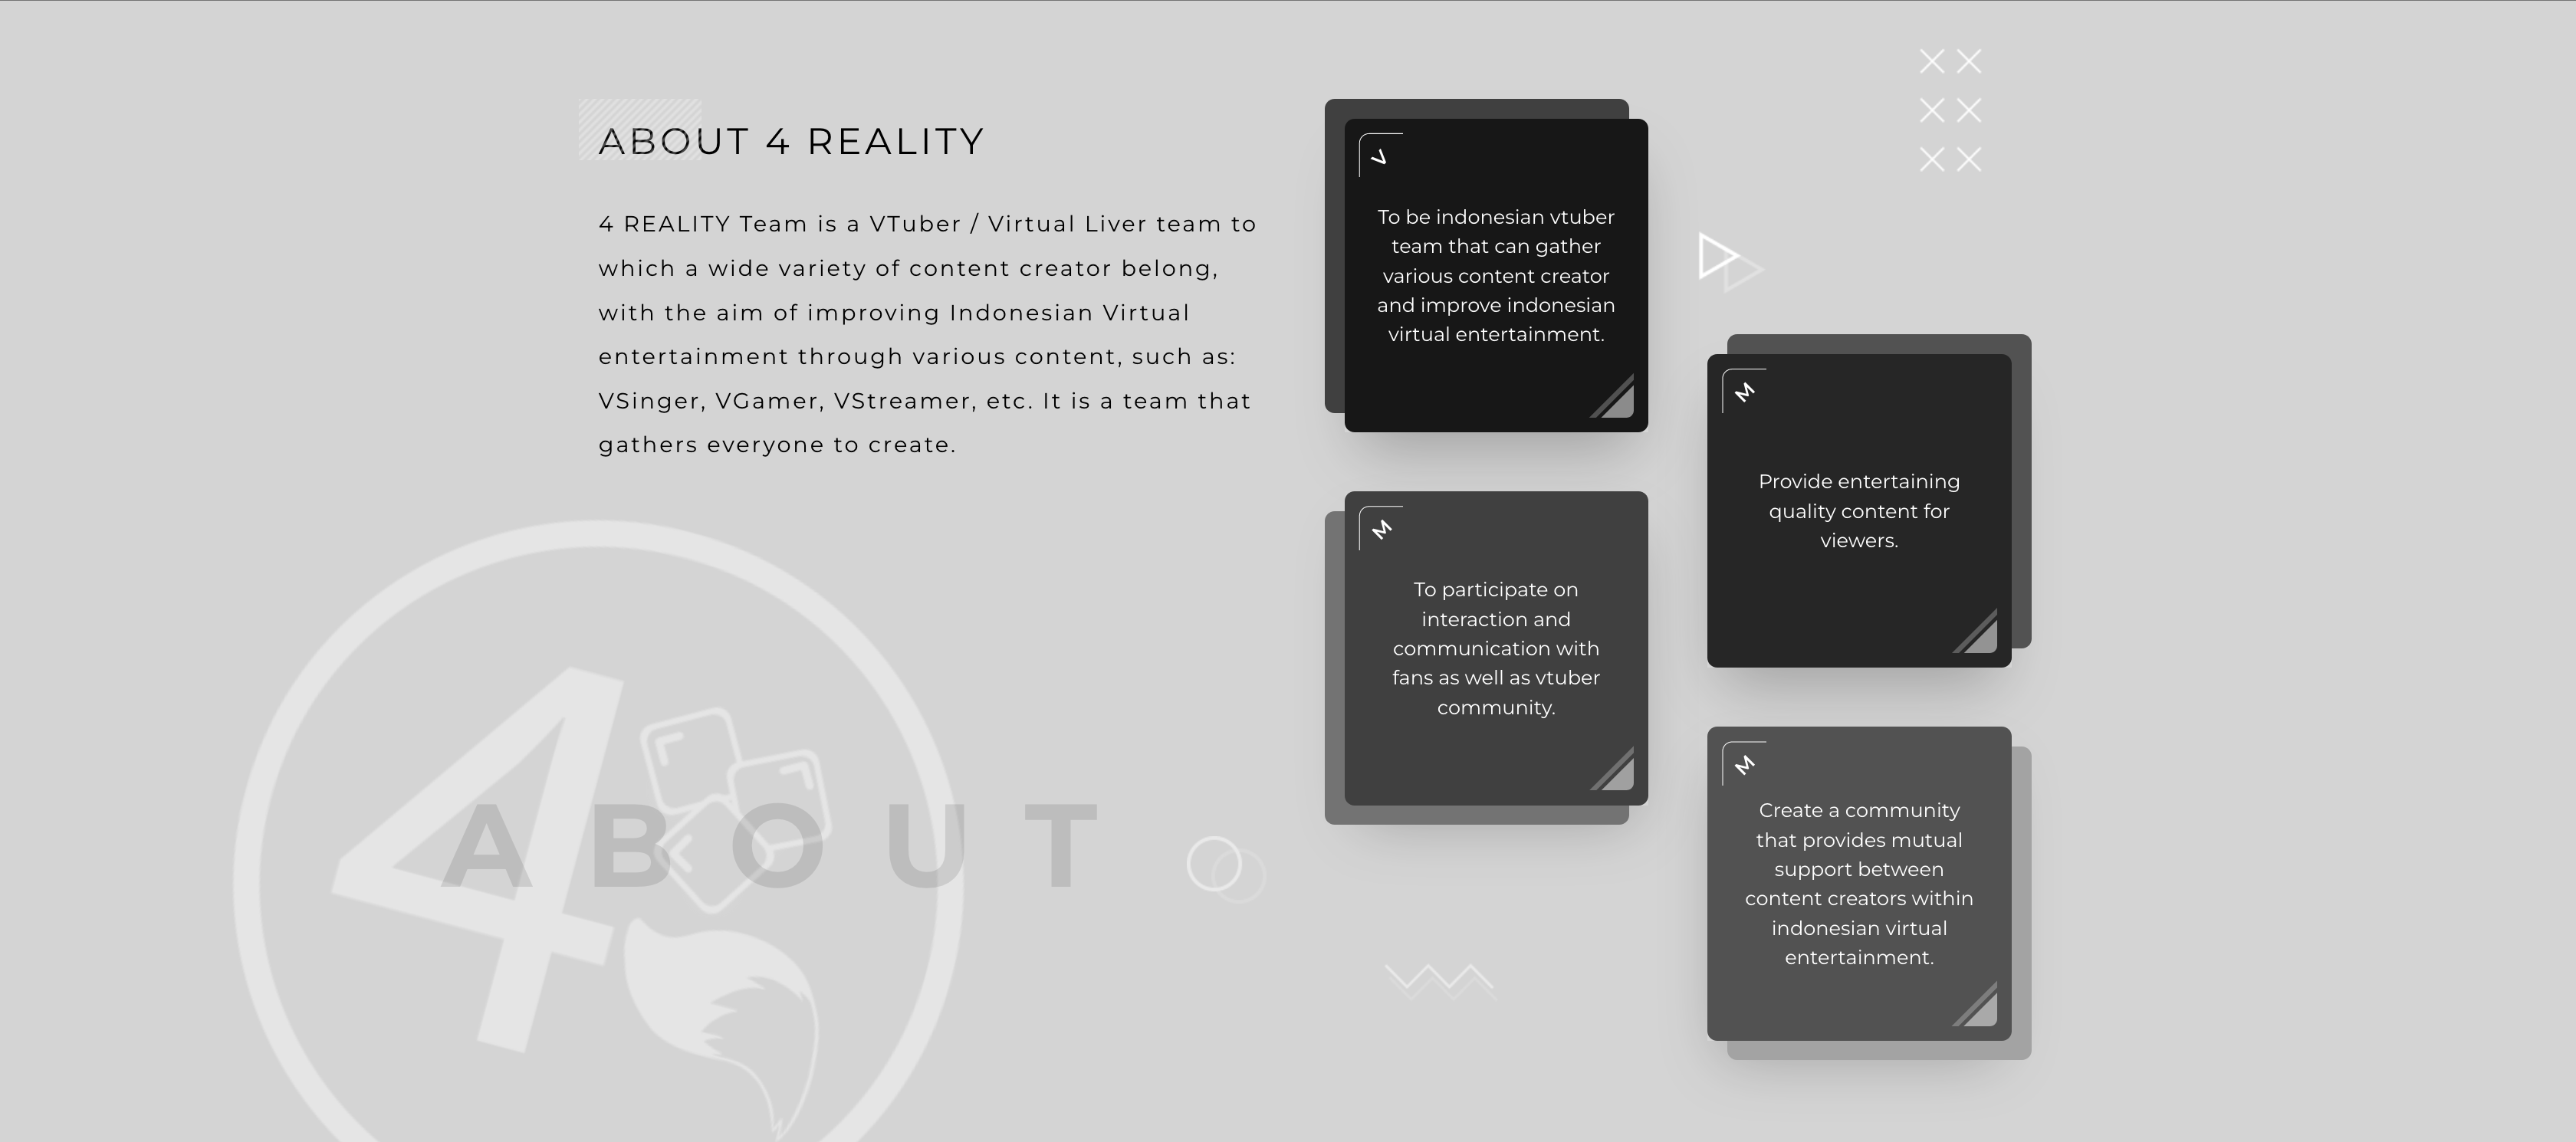 ABOUT 4 REALITY
4 REALITY Team is a VTuber / Virtual Liver team to
which a wide variety of content creator belong,
with the aim of improving Indonesian Virtual
entertainment through various content, such as:
VSinger, VGamer, VStreamer, etc. It is a team that
gathers everyone to create.
4
ABOUT
V
To be indonesian vtuber
team that can gather
various content creator
and improve indonesian
virtual entertainment.
M
Provide entertaining
quality content for
viewers.
M
To participate on
interaction and
communication with
fans as well as vtuber
community.
M
Create a community
that provides mutual
support between
content creators within
indonesian virtual
entertainment.